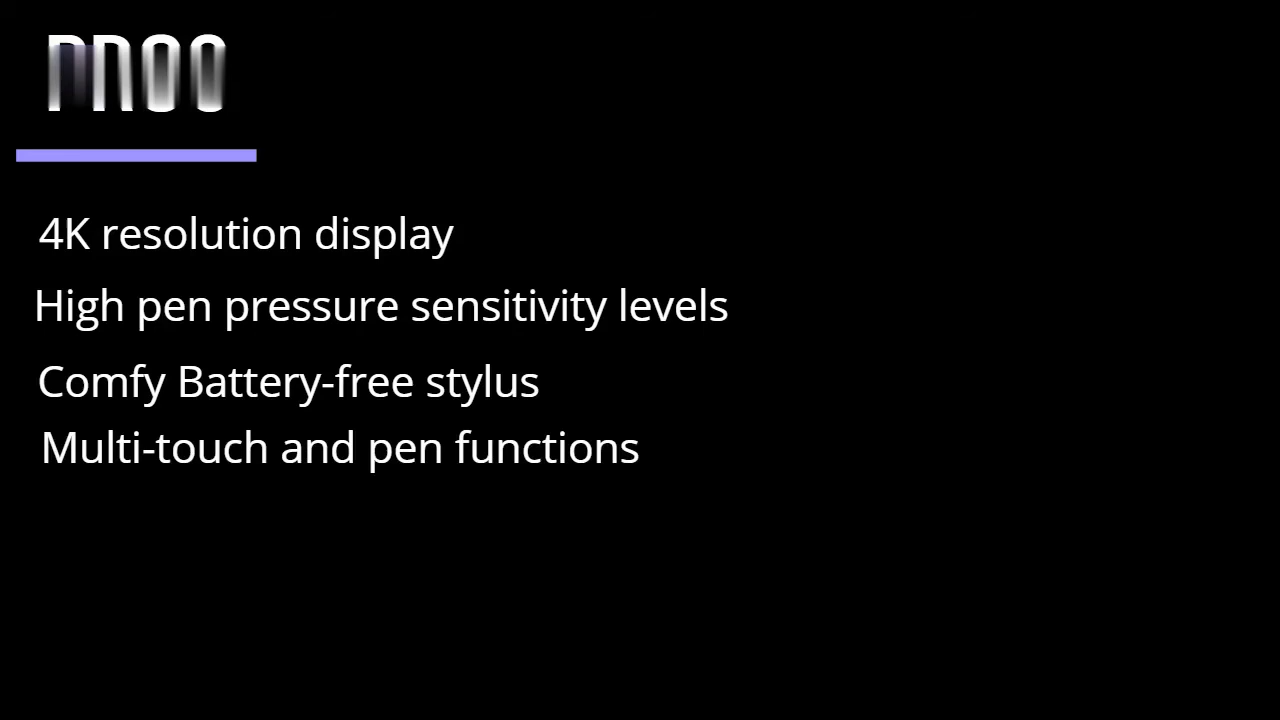 4K resolution display
High pen pressure sensitivity levels
Comfy Battery-free stylus
Multi-touch and pen functions